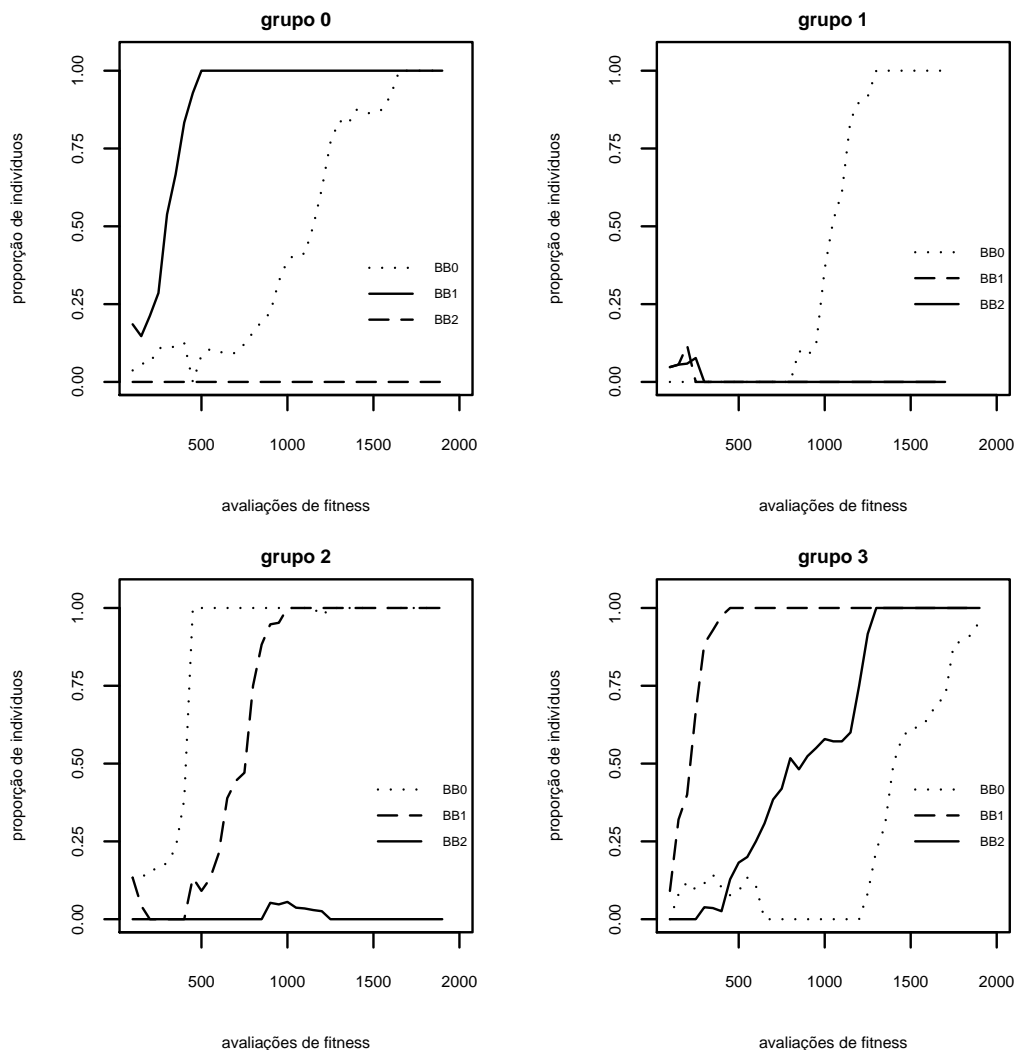 grupo 0
proporção de indivíduos
1.00
0.75
0.50
0.25
0.00
BB0
BB1
BB2
500 1000 1500 2000
avaliações de fitness
grupo 1
proporção de indivíduos
1.00
0.75
0.50
0.25
0.00
BB0
BB1
BB2
500 1000 1500 2000
avaliações de fitness
grupo 2
proporção de indivíduos
1.00
0.75
0.50
0.25
0.00
BB0
BB1
BB2
500 1000 1500 2000
avaliações de fitness
grupo 3
proporção de indivíduos
1.00
0.75
0.50
0.25
0.00
BB0
BB1
BB2
500 1000 1500 2000
avaliações de fitness